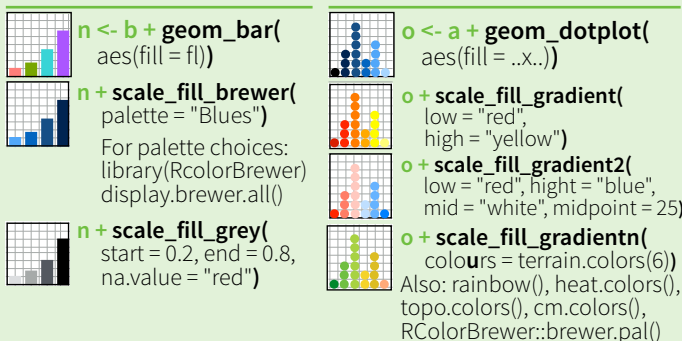 n <- b + geom_bar(
aes(fill = fl))
n + scale_fill_brewer(
palette = "Blues")
For palette choices:
library(RcolorBrewer)
display.brewer.all()
n + scale_fill_grey(
start = 0.2, end = 0.8,
na.value = "red")
o <- a + geom_dotplot(
aes(fill = ..x..))
o + scale_fill_gradient(
low = "red",
high = "yellow")
o + scale_fill_gradient2(
low = "red", hight = "blue",
mid = "white", midpoint = 25)
o + scale_fill_gradientn(
colours = terrain.colors(6))
Also: rainbow(), heat.colors(),
topo.colors(), cm.colors(),
RColorBrewer::brewer.pal()